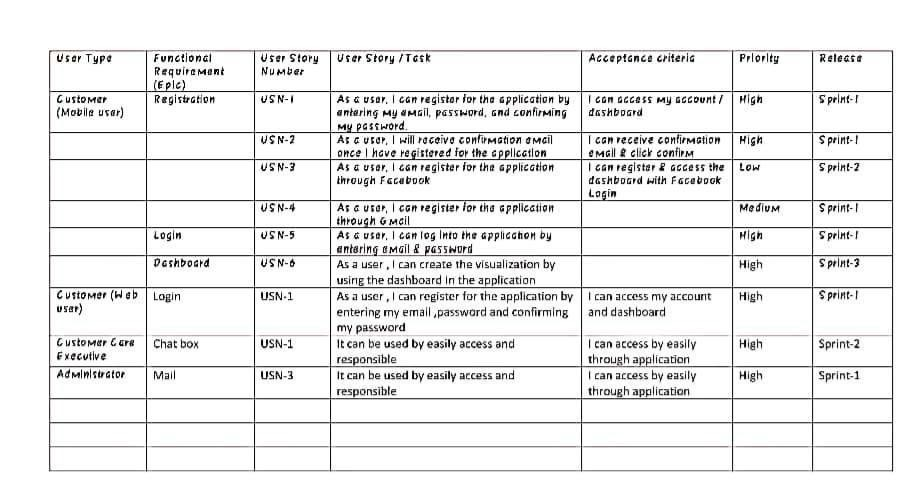 User Type Functional User Story User Story / Task Acceptance criteria Priority Release
Requirement Number
(Epic)
Customer Registration USN-1 As a user, I can register for the application by I can access my account / High Sprint-1
(Mobile user) entering my email, password, and confirming dashboard
my password.
USN-2 As a user, I will receive confirmation email I can receive confirmation High Sprint-1
once I have registered for the application email & click confirm
USN-3 As a user, I can register for the application I can register & access the Low Sprint-2
through Facebook dashboard with Facebook
Login
USN-4 As a user, I can register for the application Medium Sprint-1
through Gmail
Login USN-5 As a user, I can log into the application by High Sprint-1
entering email & password
Dashboard USN-6 As a user , I can create the visualization by High Sprint-3
using the dashboard in the application
Customer (Web Login USN-1 As a user , I can register for the application by I can access my account High Sprint-1
user) entering my email ,password and confirming and dashboard
my password
Customer Care Chat box USN-1 It can be used by easily access and I can access by easily High Sprint-2
Executive responsible through application
Administrator Mail USN-3 It can be used by easily access and I can access by easily High Sprint-1
responsible through application